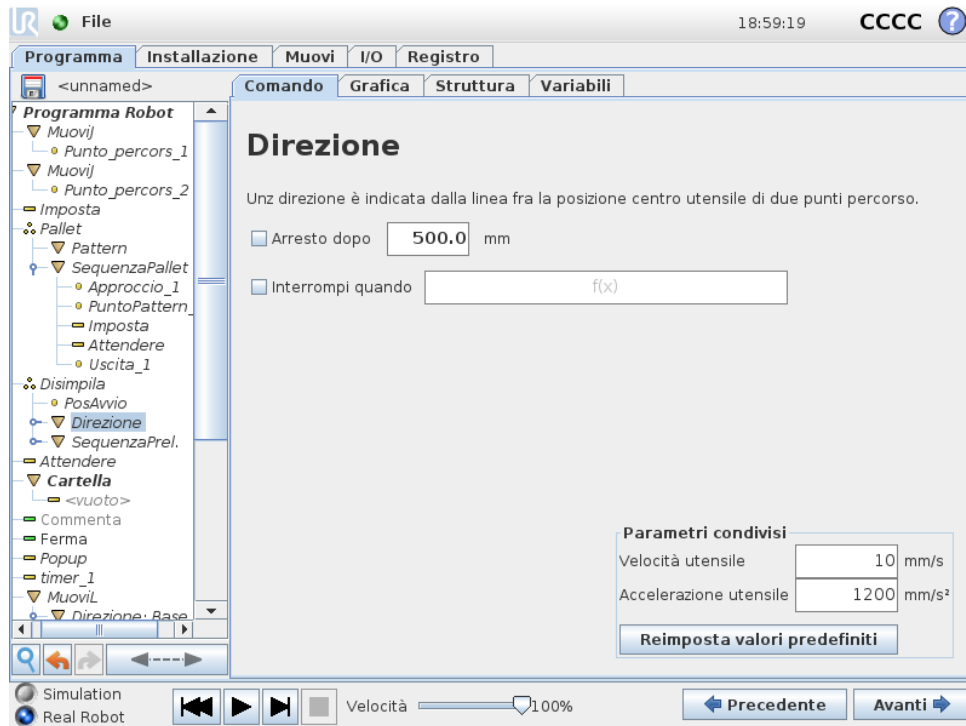 UR File 18:59:19 CCCC ?
Programma Installazione Muovi I/O Registro
<unnamed>
Comando Grafica Struttura Variabili
Programma Robot
MuoviJ
Punto_percors_1
MuoviJ
Punto_percors_2
Imposta
Pallet
Pattern
SequenzaPallet
Approccio_1
PuntoPattern_
Imposta
Attendere
Uscita_1
Disimpila
PosAvvio
Direzione
SequenzaPrel.
Attendere
Cartella
<vuoto>
Commenta
Ferma
Popup
timer_1
MuoviL
Direzione: Base
Direzione
Unz direzione è indicata dalla linea fra la posizione centro utensile di due punti percorso.
Arresto dopo 500.0 mm
Interrompi quando f(x)
Parametri condivisi
Velocità utensile 10 mm/s
Accelerazione utensile 1200 mm/s²
Reimposta valori predefiniti
Simulation
Real Robot
Velocità 100%
Precedente Avanti